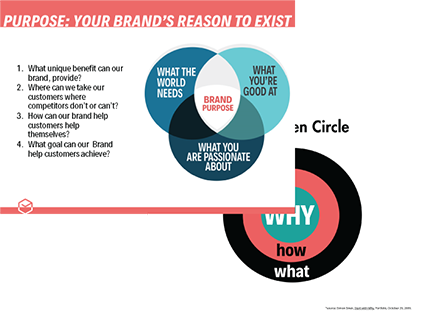 PURPOSE: YOUR BRAND'S REASON TO EXIST
1. What unique benefit can our
brand, provide?
2. Where can we take our
customers where
competitors don't or can't?
3. How can our brand help
customers help
themselves?
4. What goal can our Brand
help customers achieve?
WHAT THE
WORLD
NEEDS
WHAT
YOU'RE
GOOD AT
BRAND
PURPOSE
WHAT YOU
ARE PASSIONATE
ABOUT
en Circle
WHY
how
what